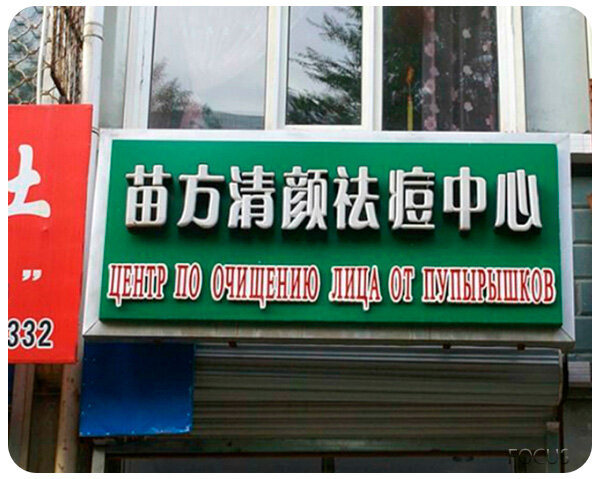 苗方清颜祛痘中心
ЦЕНТР ПО ОЧИЩЕНИЮ ЛИЦА ОТ ПУПЫРЫШКОВ
”
332
FOCUS